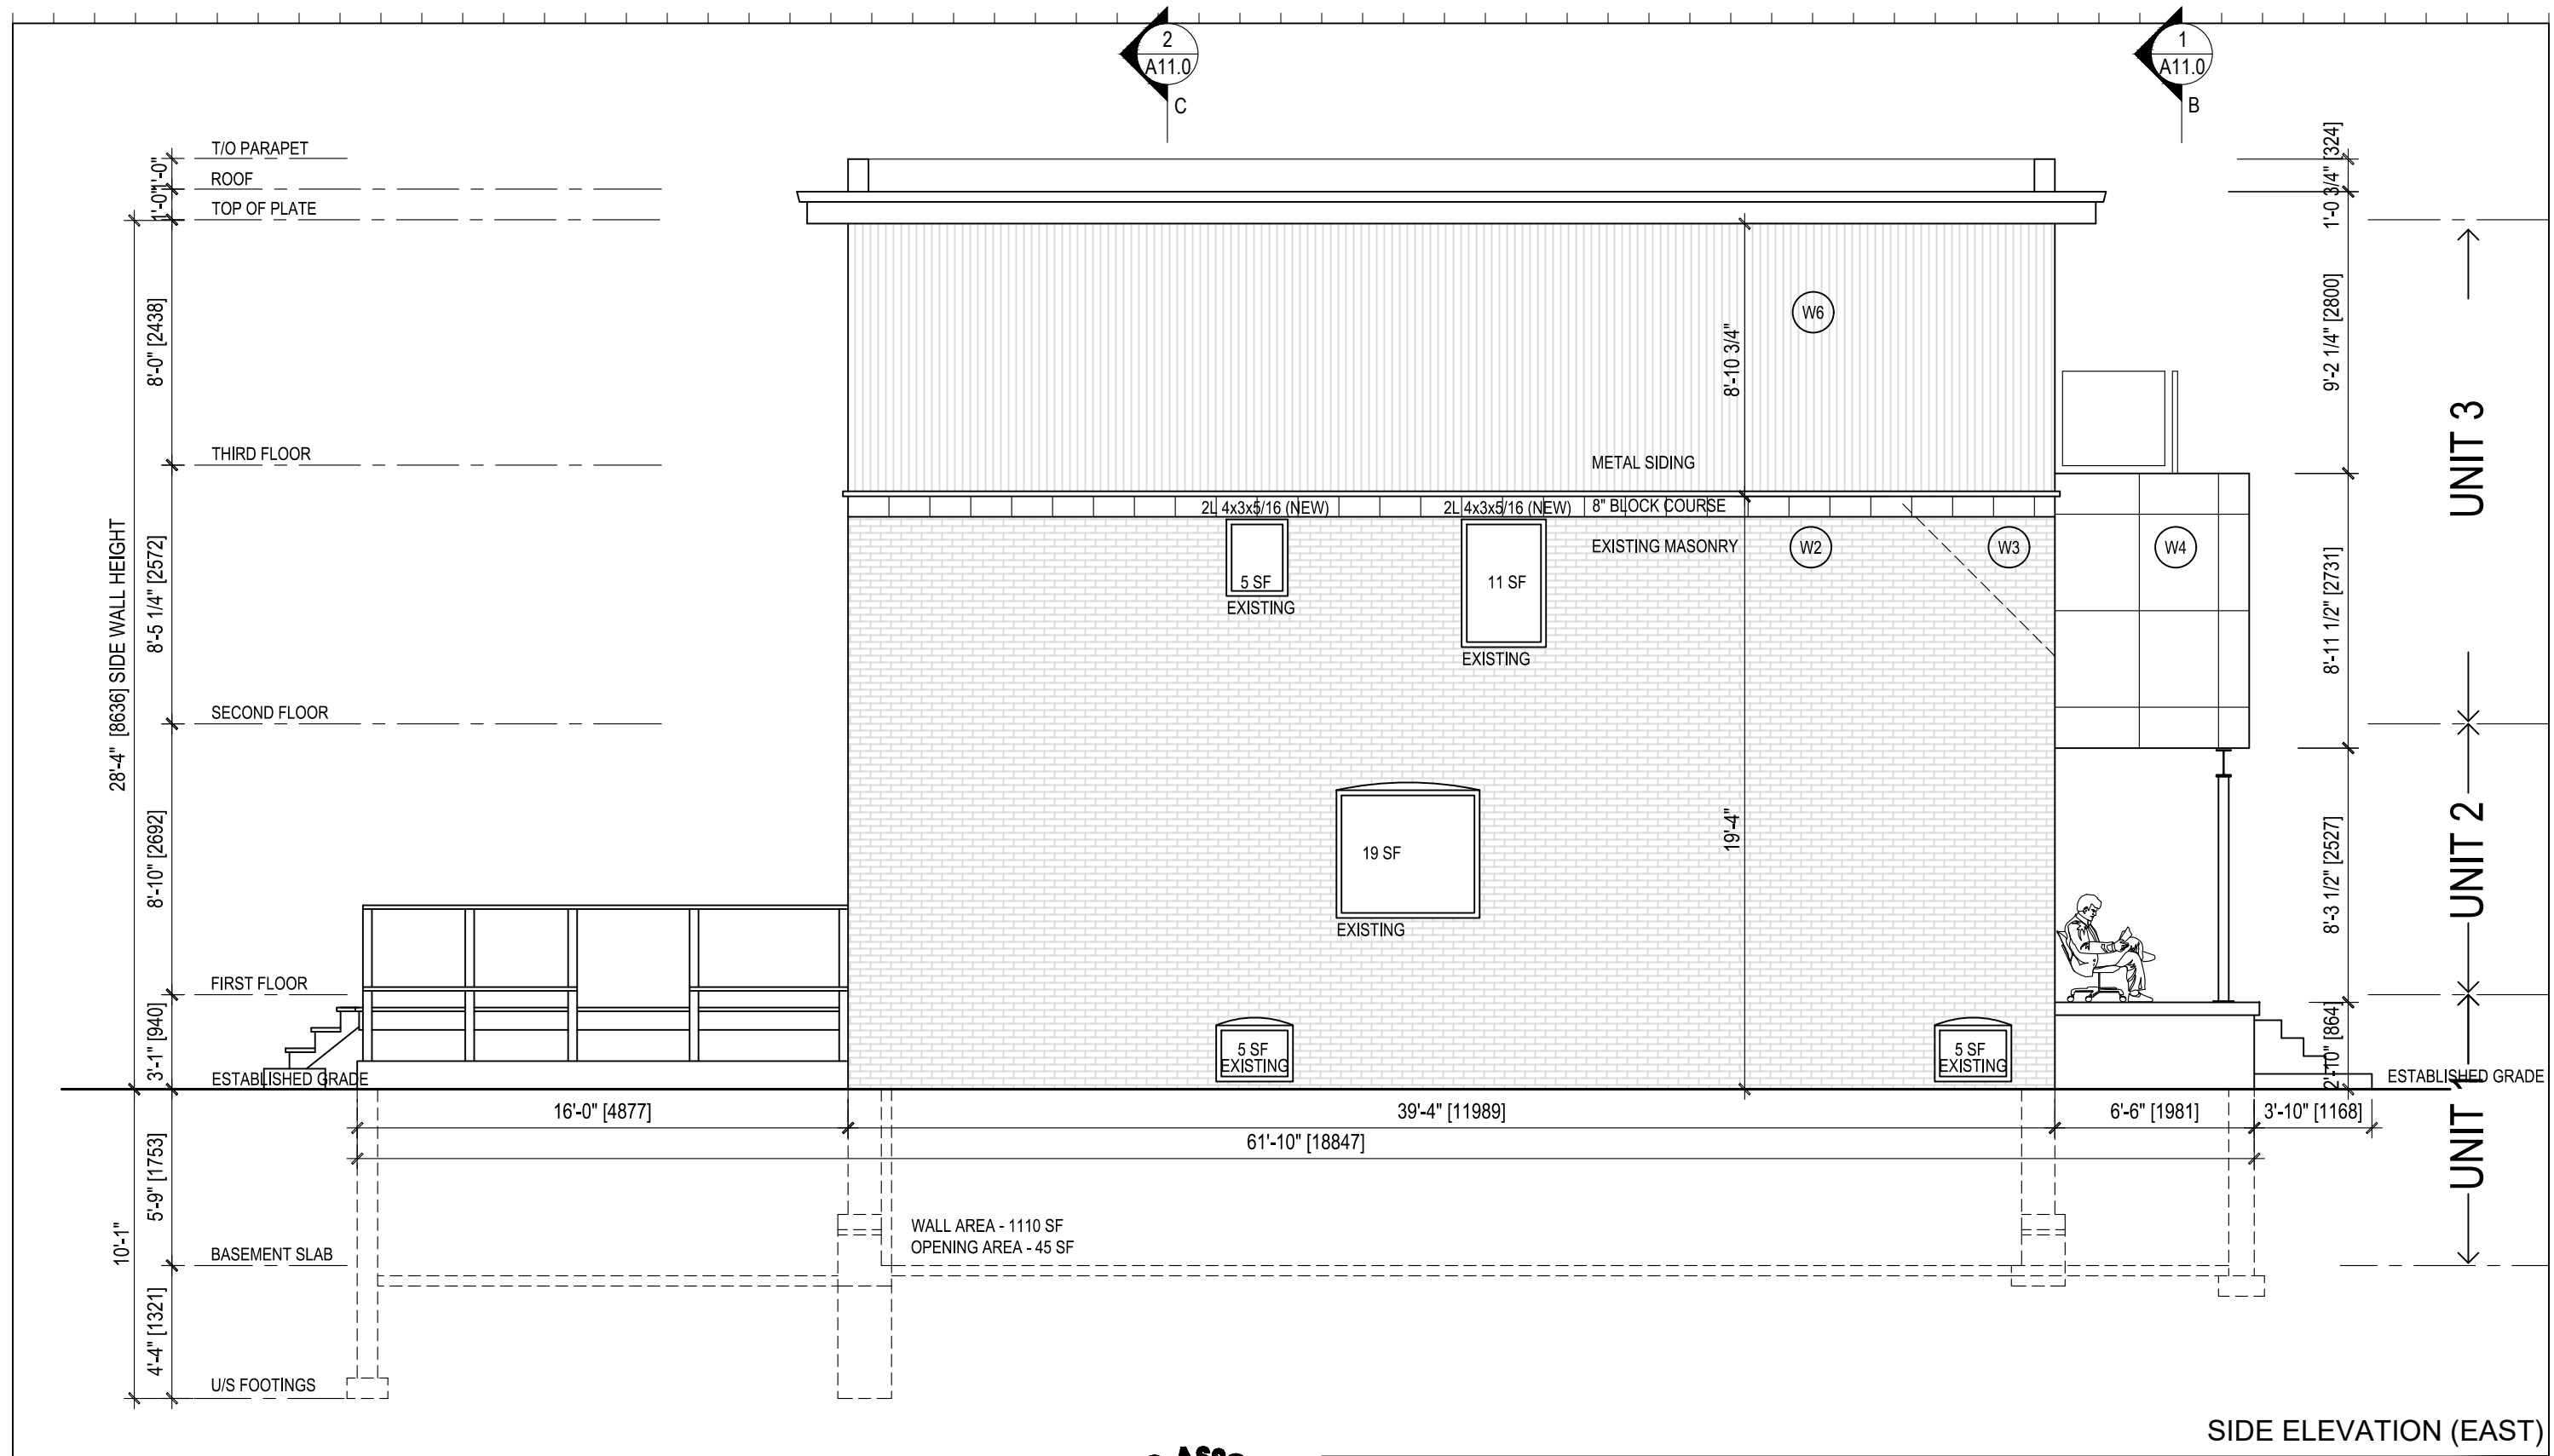 2
A11.0
C
1
A11.0
B
T/O PARAPET
ROOF
TOP OF PLATE
THIRD FLOOR
SECOND FLOOR
FIRST FLOOR
ESTABLISHED GRADE
BASEMENT SLAB
U/S FOOTINGS
1'-0"
1'-0"
8'-0" [2438]
8'-5 1/4" [2572]
8'-10" [2692]
3'-1" [940]
5'-9" [1753]
4'-4" [1321]
28'-4" [8636] SIDE WALL HEIGHT
10'-1"
W6
8'-10 3/4"
METAL SIDING
2L 4x3x5/16 (NEW)
2L 4x3x5/16 (NEW)
8" BLOCK COURSE
EXISTING MASONRY
W2
W3
W4
5 SF
EXISTING
11 SF
EXISTING
19'-4"
19 SF
EXISTING
5 SF
EXISTING
5 SF
EXISTING
16'-0" [4877]
39'-4" [11989]
6'-6" [1981]
3'-10" [1168]
61'-10" [18847]
WALL AREA - 1110 SF
OPENING AREA - 45 SF
1'-0 3/4" [324]
9'-2 1/4" [2800]
8'-11 1/2" [2731]
8'-3 1/2" [2527]
2'-10" [864]
UNIT 3
UNIT 2
UNIT 1
ESTABLISHED GRADE
SIDE ELEVATION (EAST)